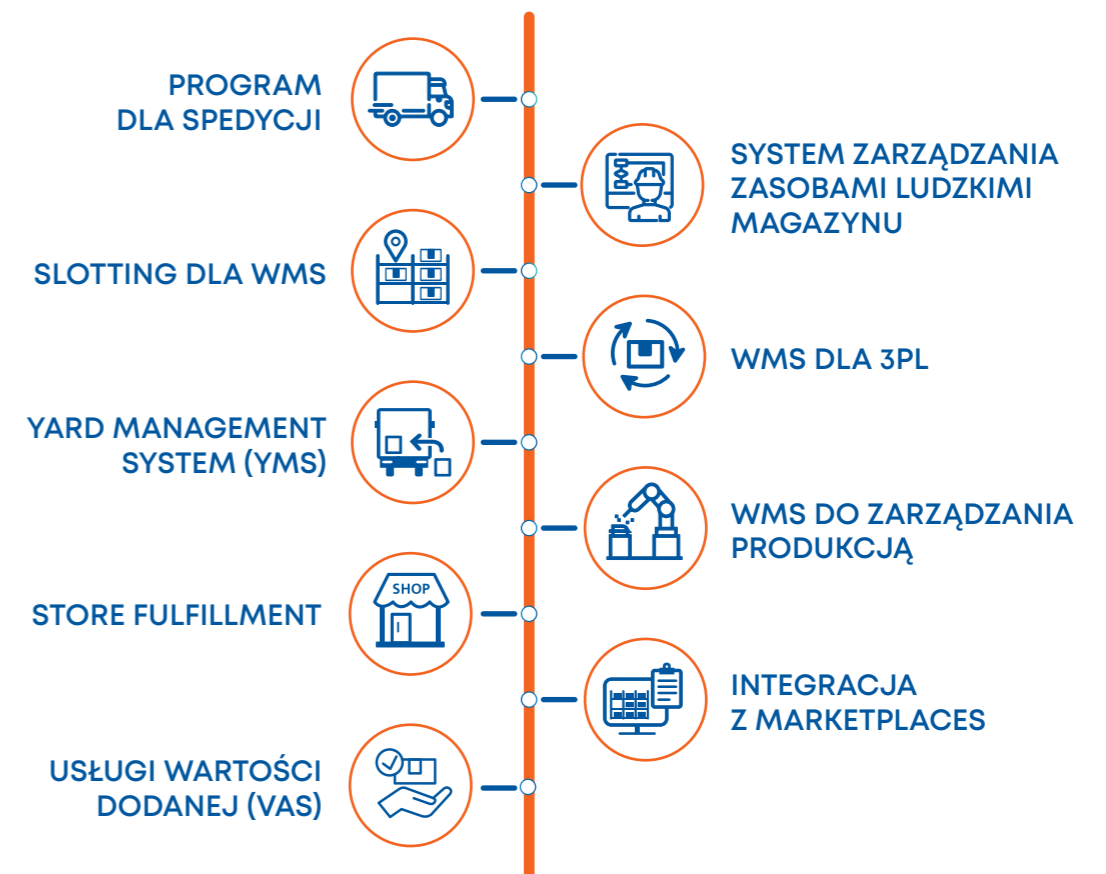 PROGRAM
DLA SPEDYCJI
SYSTEM ZARZĄDZANIA
ZASOBAMI LUDZKIMI
MAGAZYNU
SLOTTING DLA WMS
WMS DLA 3PL
YARD MANAGEMENT
SYSTEM (YMS)
WMS DO ZARZĄDZANIA
PRODUKCJĄ
STORE FULFILLMENT
SHOP
INTEGRACJA
Z MARKETPLACES
USŁUGI WARTOŚCI
DODANEJ (VAS)